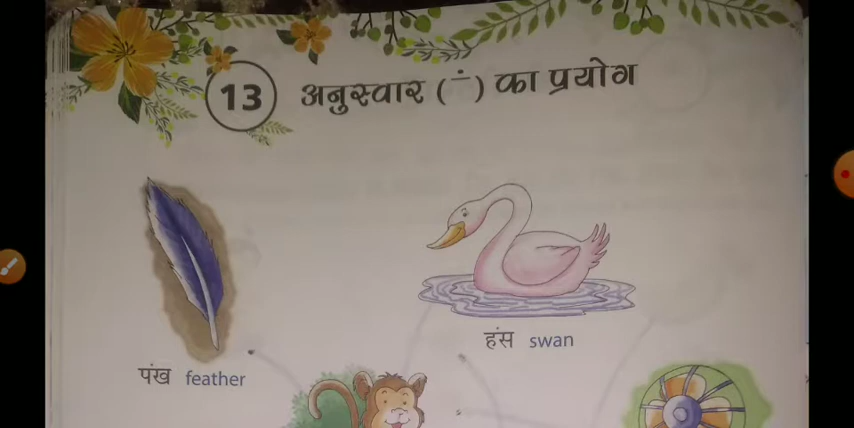 13 अनुस्वार ( ं ) का प्रयोग
हंस swan
पंख feather